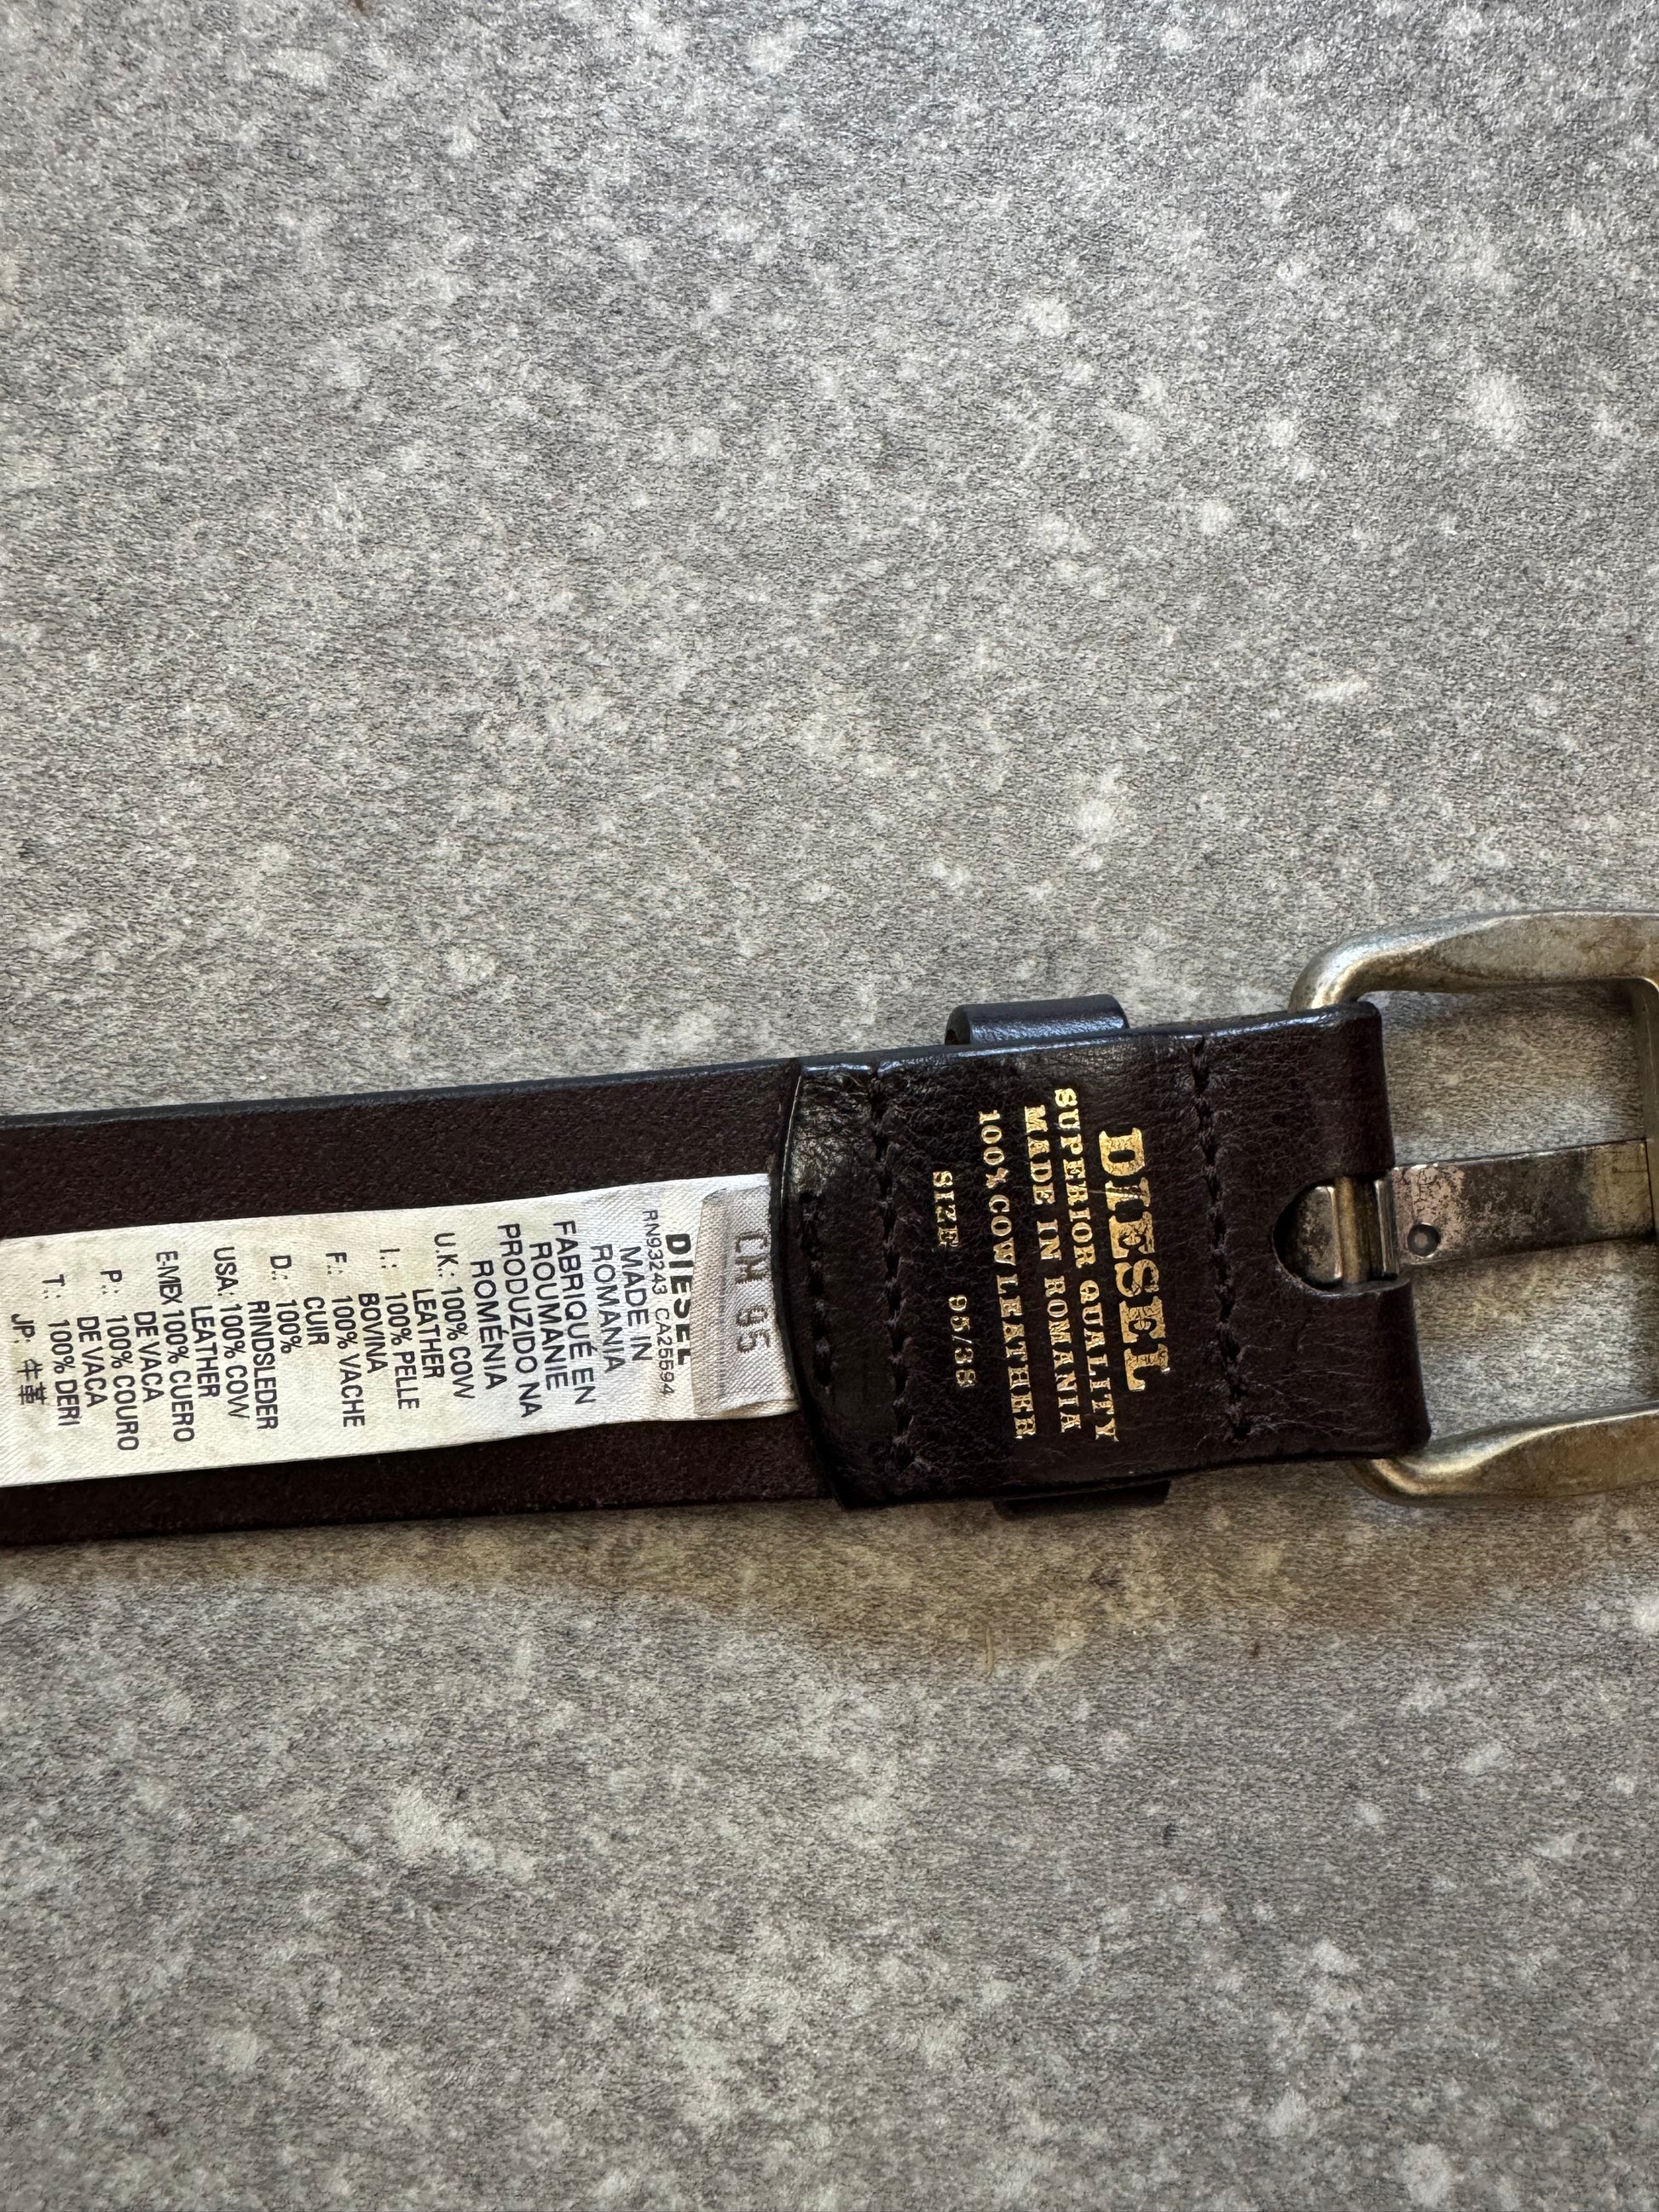 DIESEL
SUPERIOR QUALITY
MADE IN ROMANIA
100% COW LEATHER
SIZE 95/38
CM 95
DIESEL
RN93243 CA25594
MADE IN
ROMANIA
FABRIQUÉ EN
ROUMANIE
PRODUZIDO NA
ROMÉNIA
U.K.: 100% COW
LEATHER
I.: 100% PELLE
BOVINA
F.: 100% VACHE
CUIR
D.: 100%
RINDSLEDER
USA: 100% COW
LEATHER
E-MEX 100% CUERO
DE VACA
P.: 100% COURO
DE VACA
T.: 100% DERI
JP: 牛革